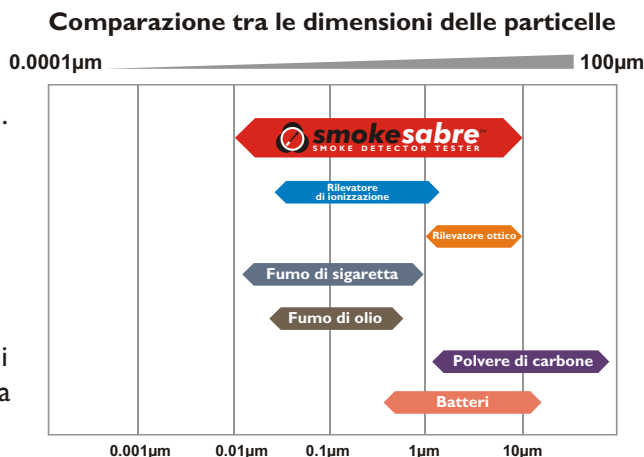 Comparazione tra le dimensioni delle particelle
0.0001µm 100µm
.
smokesabre™
SMOKE DETECTOR TESTER
Rilevatore
di ionizzazione
Rilevatore ottico
Fumo di sigaretta
Fumo di olio
i
Polvere di carbone
a
Batteri
0.001µm 0.01µm 0.1µm 1µm 10µm